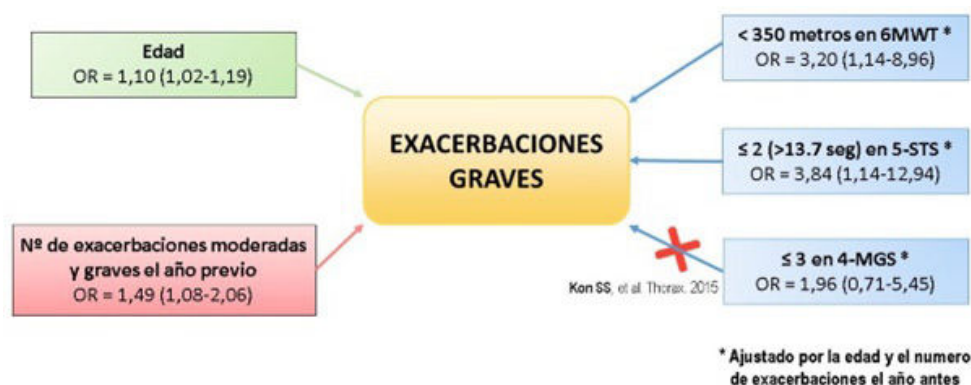 Edad
OR = 1,10 (1,02-1,19)
< 350 metros en 6MWT *
OR = 3,20 (1,14-8,96)
EXACERBACIONES
GRAVES
≤ 2 (>13.7 seg) en 5-STS *
OR = 3,84 (1,14-12,94)
Nº de exacerbaciones moderadas
y graves el año previo
OR = 1,49 (1,08-2,06)
≤ 3 en 4-MGS *
OR = 1,96 (0,71-5,45)
Kon SS, et al. Thorax. 2015
* Ajustado por la edad y el numero
de exacerbaciones el año antes